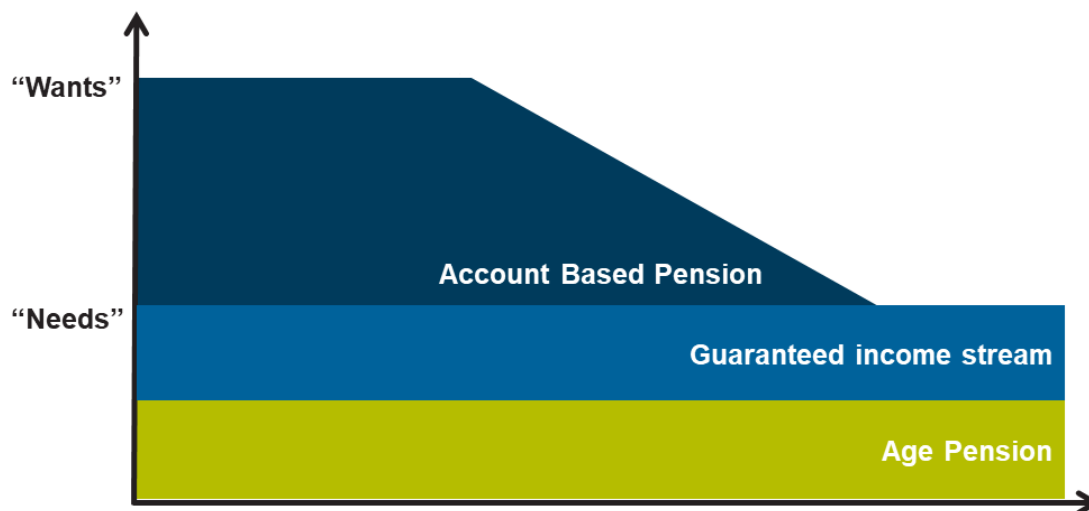 “Wants”
Account Based Pension
“Needs”
Guaranteed income stream
Age Pension